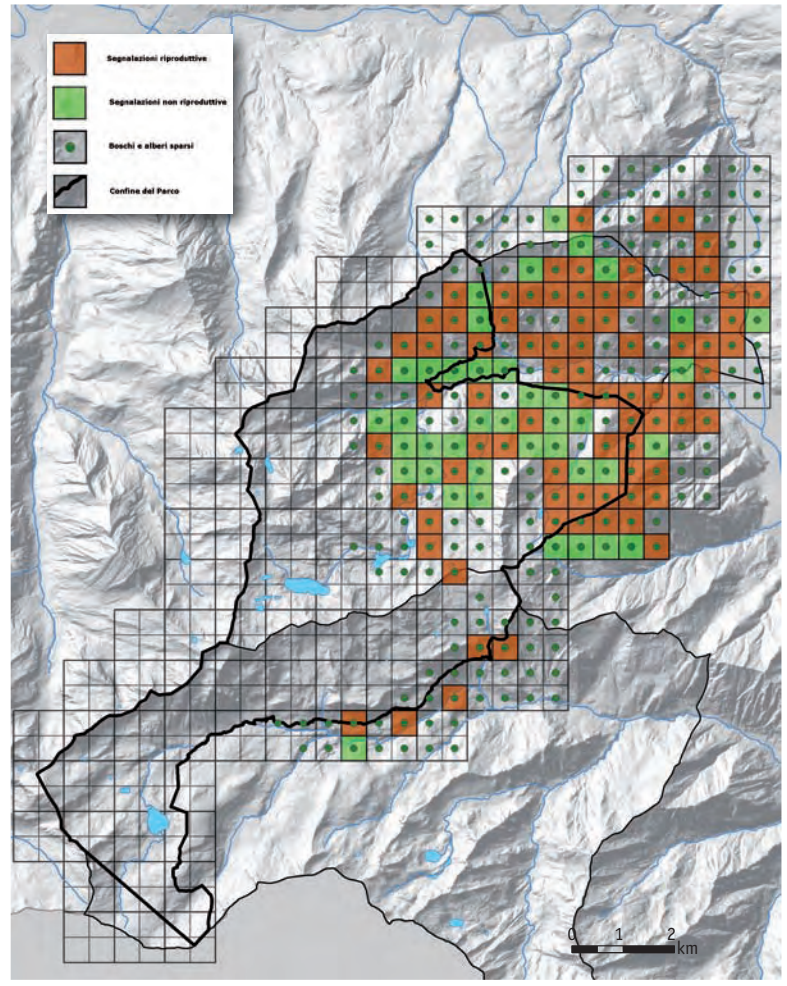 Segnalazioni riproduttive
Segnalazioni non riproduttive
Boschi e alberi sparsi
Confine del Parco
0 1 2
km